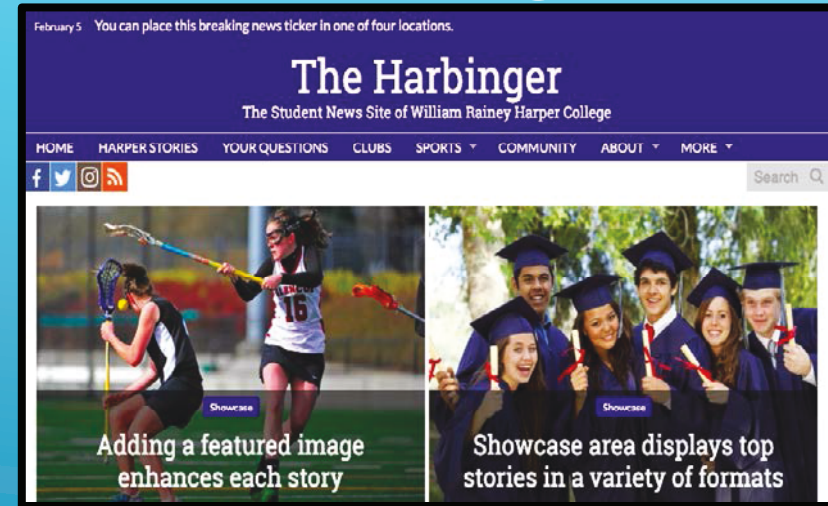 February 5 You can place this breaking news ticker in one of four locations.
The Harbinger
The Student News Site of William Rainey Harper College
HOME HARPER STORIES YOUR QUESTIONS CLUBS SPORTS COMMUNITY ABOUT MORE
f
Search
16
Showcase
Adding a featured image
enhances each story
Showcase
Showcase area displays top
stories in a variety of formats